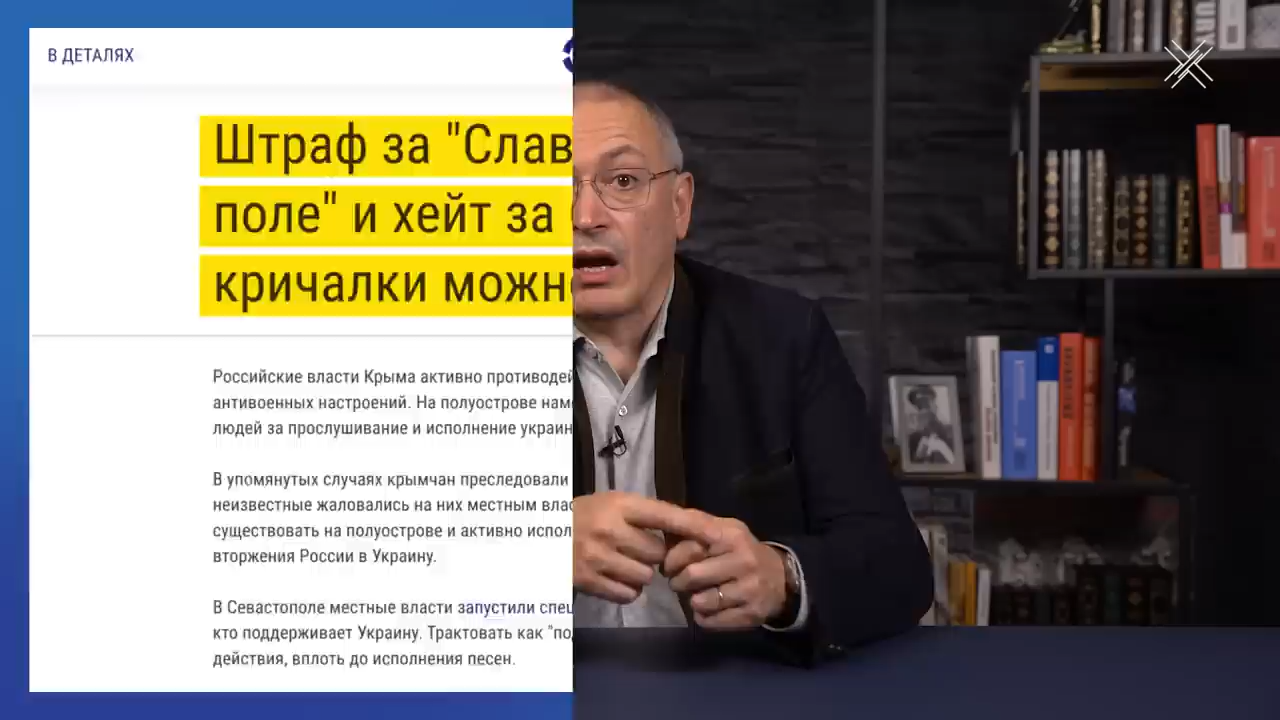 В ДЕТАЛЯХ
Штраф за "Слав
поле" и хейт за
кричалки можн
Российские власти Крыма активно противодей
антивоенных настроений. На полуострове нам
людей за прослушивание и исполнение украин
В упомянутых случаях крымчан преследовали
неизвестные жаловались на них местным влас
существовать на полуострове и активно испол
вторжения России в Украину.
В Севастополе местные власти запустили спец
кто поддерживает Украину. Трактовать как "по
действия, вплоть до исполнения песен.